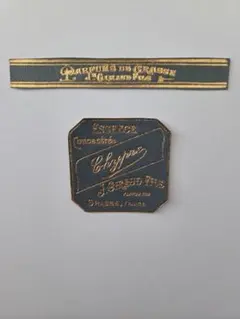 PARFUMS DE GRASSE
J. GIRAUD FILS
ESSENCE
Concentrée
Chypre
J. GIRAUD FILS
GRASSE, France